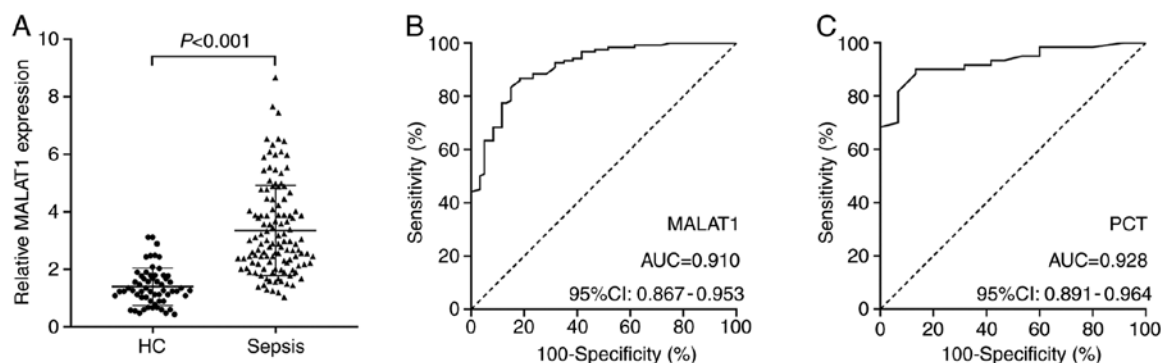 A
Relative MALAT1 expression
10
8
6
4
2
0
P<0.001
HC
Sepsis
B
Sensitivity (%)
100
80
60
40
20
0
MALAT1
AUC=0.910
95%CI: 0.867-0.953
0 20 40 60 80 100
100-Specificity (%)
C
Sensitivity (%)
100
80
60
40
20
0
PCT
AUC=0.928
95%CI: 0.891-0.964
0 20 40 60 80 100
100-Specificity (%)